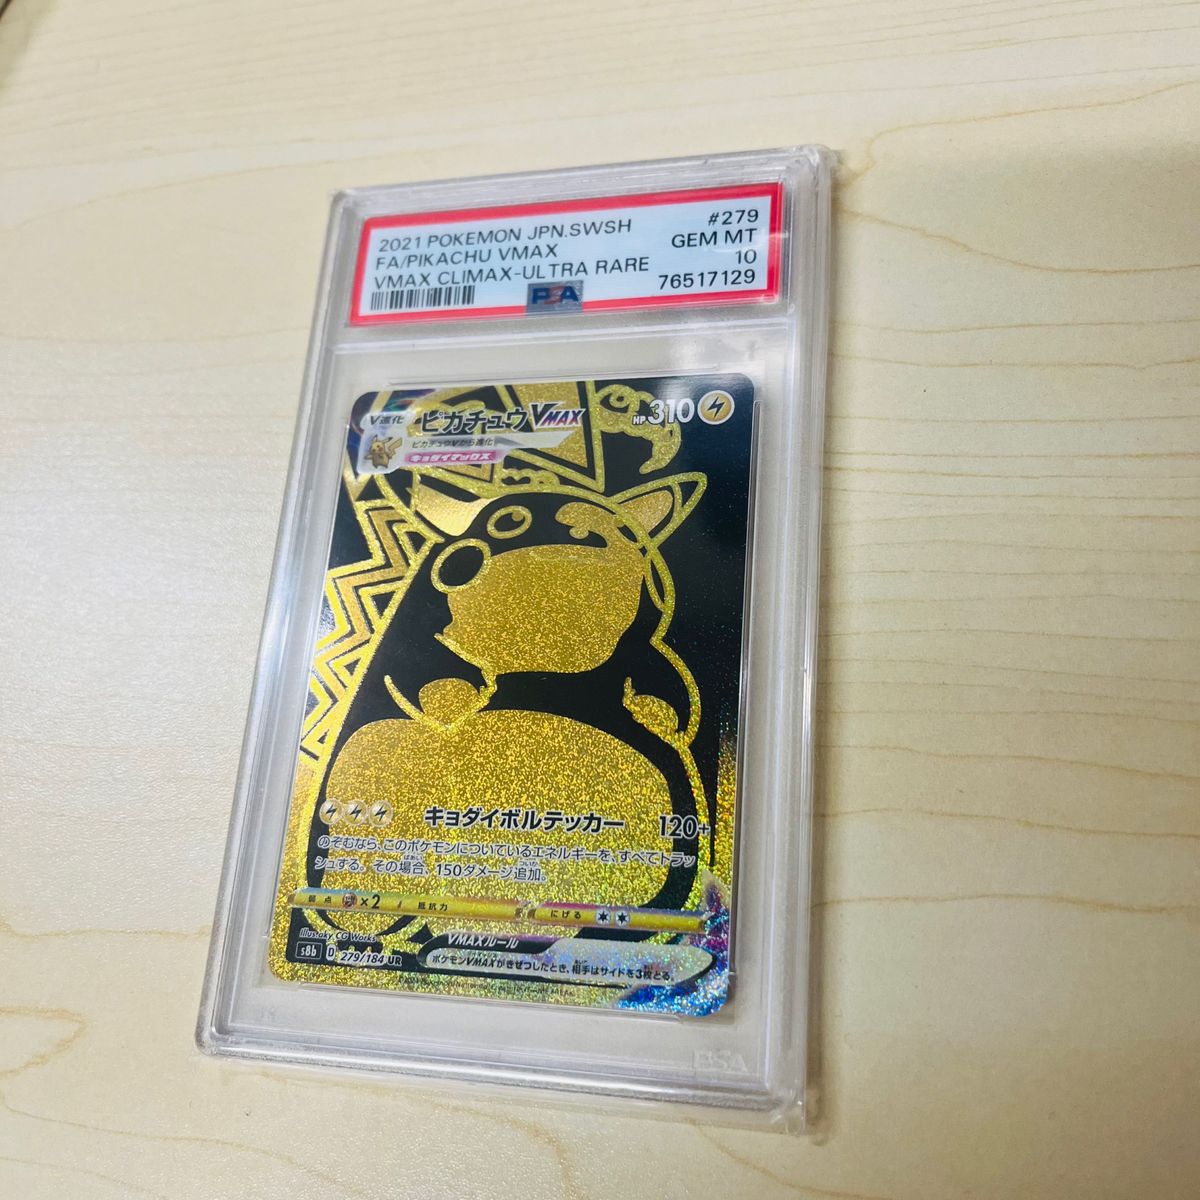 2021 POKEMON JPN.SWSH #279
FA/PIKACHU VMAX GEM MT
VMAX CLIMAX-ULTRA RARE 10
76517129
PSA
V進化
ピカチュウVMAX
HP310
ピカチュウVから進化
キョダイマックス
キョダイボルテッカー 120+
のぞむなら、このポケモンについているエネルギーを、すべてトラッ
シュする。その場合、150ダメージ追加。
弱点 ×2 抵抗力 にげる
Illus. aky CG Works
VMAXルール
s8b D 279/184 UR
ポケモンVMAXがきぜつしたとき、相手はサイドを3枚とる。